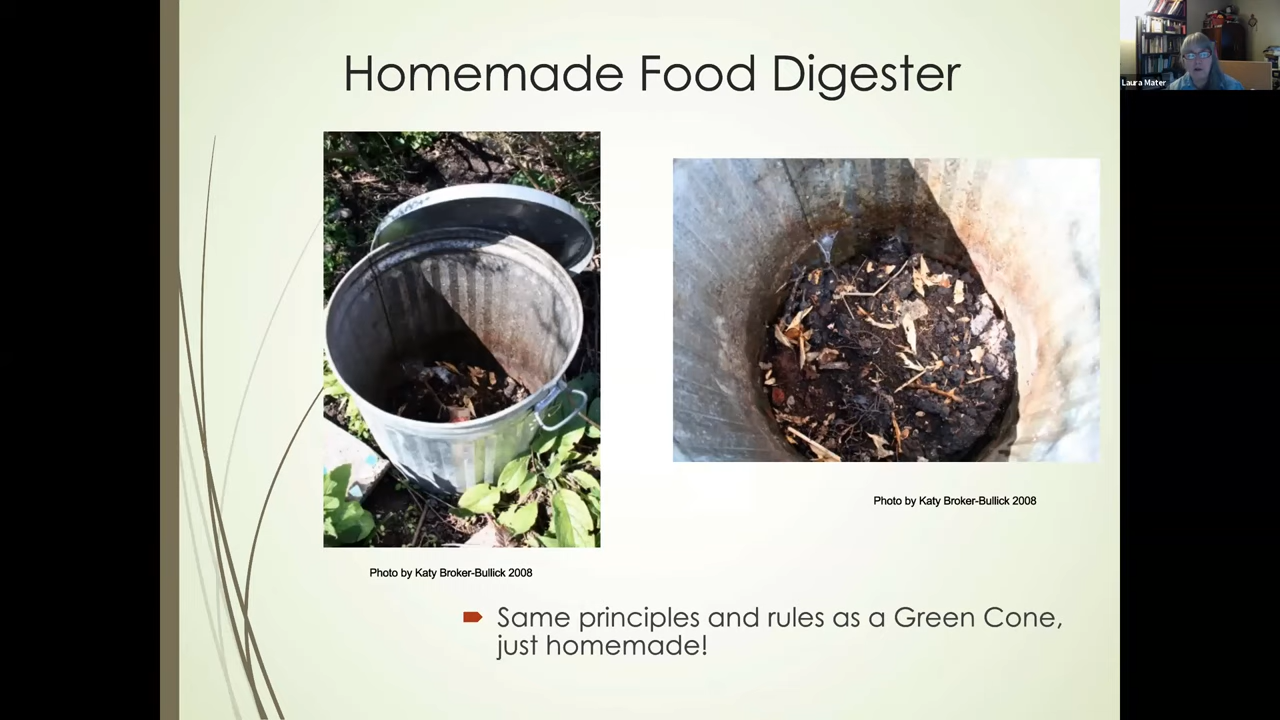 Homemade Food Digester
Laura Mater
Photo by Katy Broker-Bullick 2008
Photo by Katy Broker-Bullick 2008
Same principles and rules as a Green Cone,
just homemade!